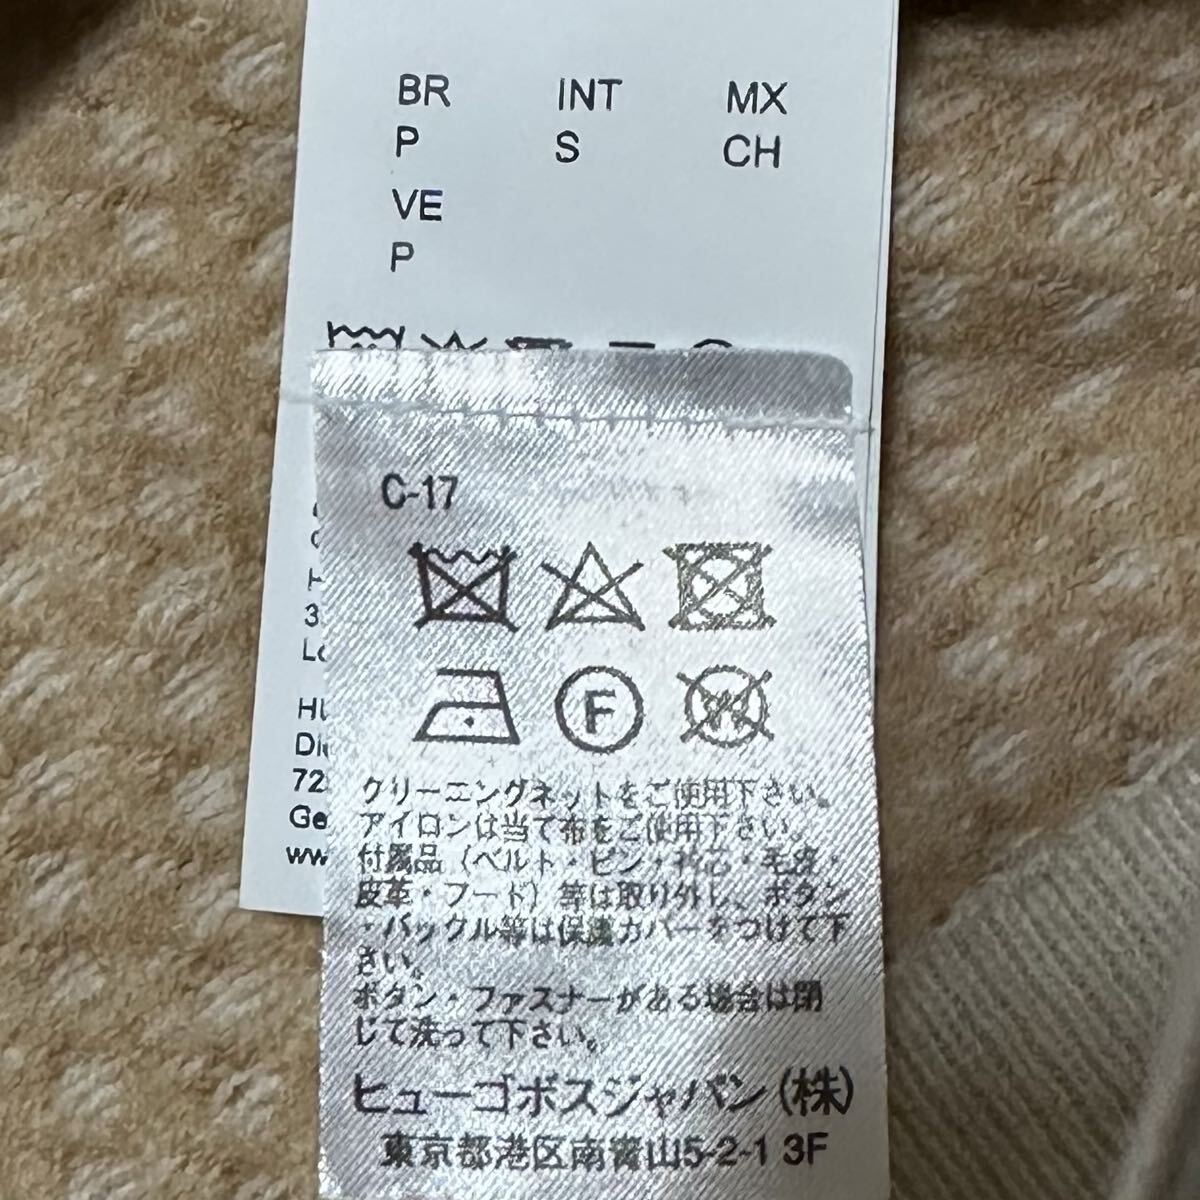 BR INT MX
P S CH
VE
P
C-17
F
W
クリーニングネットをご使用下さい。
アイロンは当て布をご使用下さい。
付属品(ベルト・ピン・替芯・毛皮・
皮革・フード)等は取り外し、ボタン
・バックル等は保護カバーをつけて下
さい。
ボタン・ファスナーがある場合は閉
じて洗って下さい。
ヒューゴボスジャパン(株)
東京都港区南青山5-2-1 3F